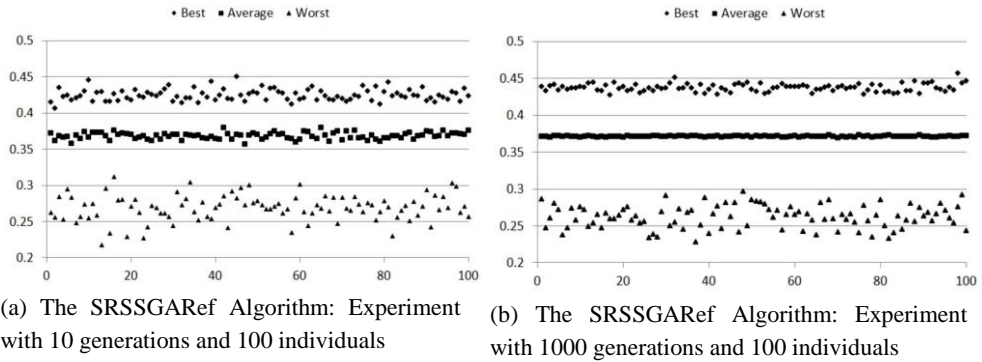 Best Average Worst
0.5
0.45
0.4
0.35
0.3
0.25
0.2
0 20 40 60 80 100
(a) The SRSSGARef Algorithm: Experiment
with 10 generations and 100 individuals
Best Average Worst
0.5
0.45
0.4
0.35
0.3
0.25
0.2
0 20 40 60 80 100
(b) The SRSSGARef Algorithm: Experiment
with 1000 generations and 100 individuals